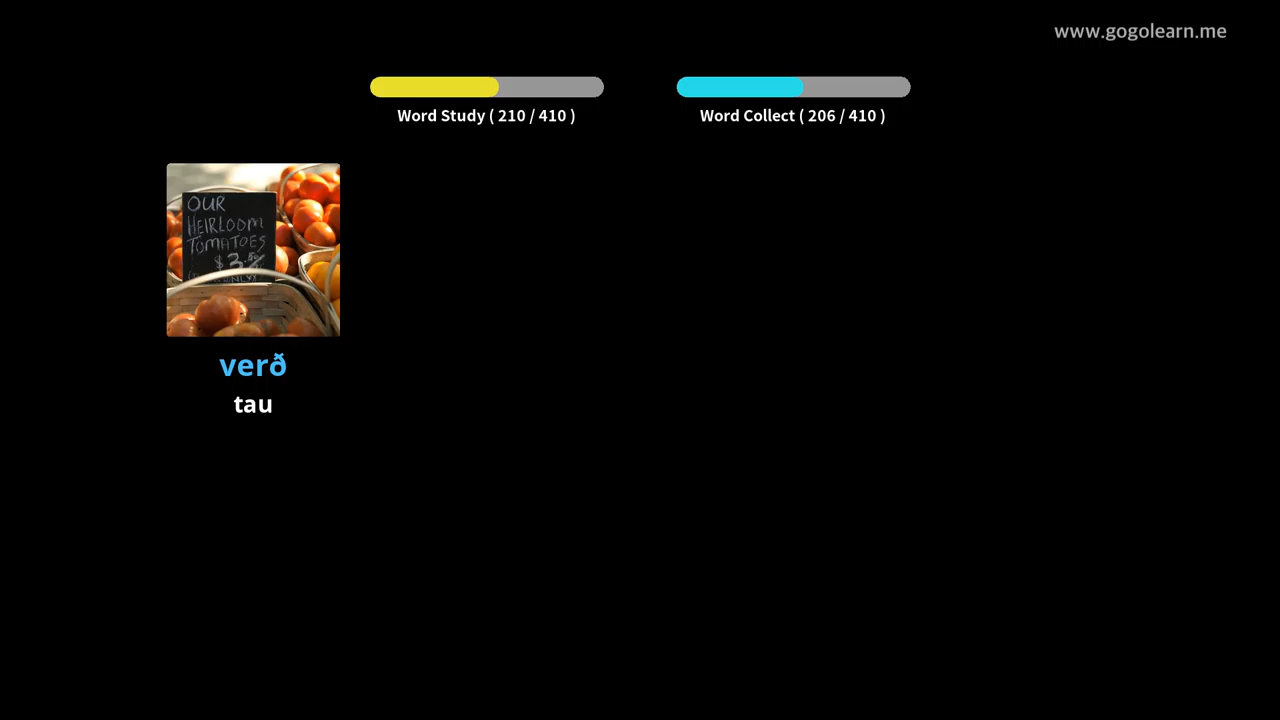 www.gogolearn.me
Word Study ( 210 / 410 )
Word Collect ( 206 / 410 )
OUR
HEIRLOOM
TOMATOES
verð
tau